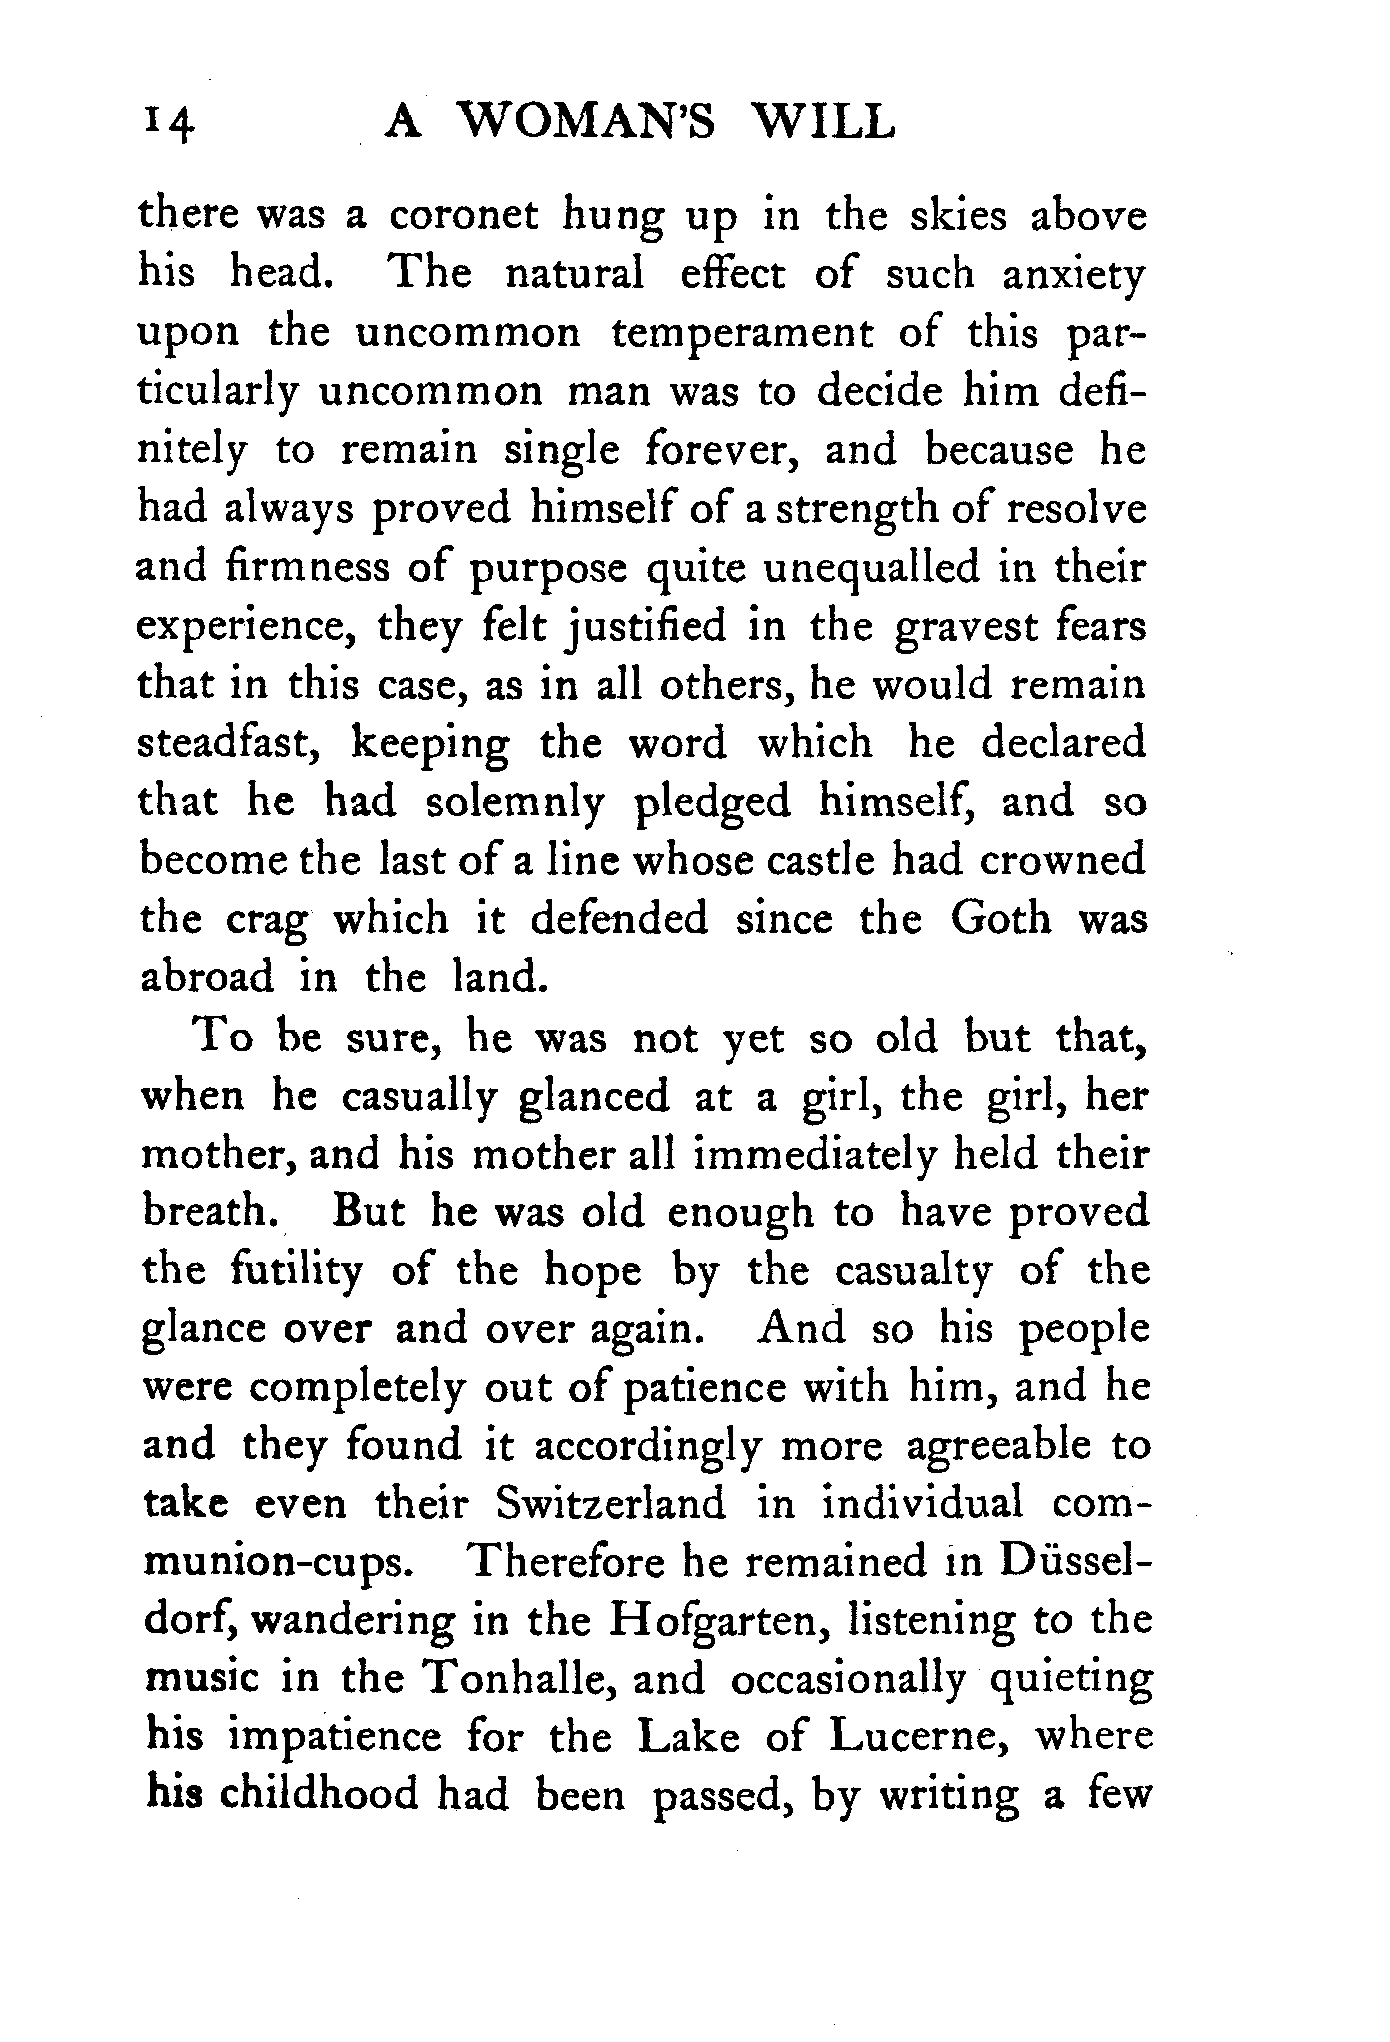 14 A WOMAN'S WILL
there was a coronet hung up in the skies above
his head. The natural effect of such anxiety
upon the uncommon temperament of this par-
ticularly uncommon man was to decide him defi-
nitely to remain single forever, and because he
had always proved himself of a strength of resolve
and firmness of purpose quite unequalled in their
experience, they felt justified in the gravest fears
that in this case, as in all others, he would remain
steadfast, keeping the word which he declared
that he had solemnly pledged himself, and so
become the last of a line whose castle had crowned
the crag which it defended since the Goth was
abroad in the land.
To be sure, he was not yet so old but that,
when he casually glanced at a girl, the girl, her
mother, and his mother all immediately held their
breath. But he was old enough to have proved
the futility of the hope by the casualty of the
glance over and over again. And so his people
were completely out of patience with him, and he
and they found it accordingly more agreeable to
take even their Switzerland in individual com-
munion-cups. Therefore he remained in Düssel-
dorf, wandering in the Hofgarten, listening to the
music in the Tonhalle, and occasionally quieting
his impatience for the Lake of Lucerne, where
his childhood had been passed, by writing a few